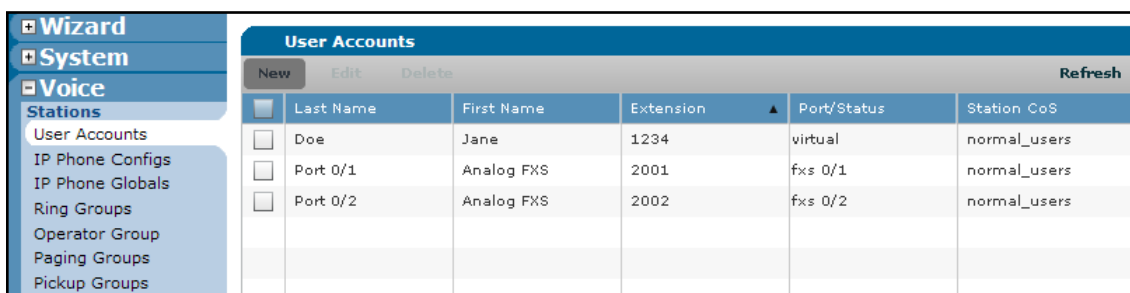 Wizard
System
Voice
Stations
User Accounts
IP Phone Configs
IP Phone Globals
Ring Groups
Operator Group
Paging Groups
Pickup Groups
User Accounts
New Edit Delete Refresh
Last Name First Name Extension Port/Status Station CoS
Doe Jane 1234 virtual normal_users
Port 0/1 Analog FXS 2001 fxs 0/1 normal_users
Port 0/2 Analog FXS 2002 fxs 0/2 normal_users